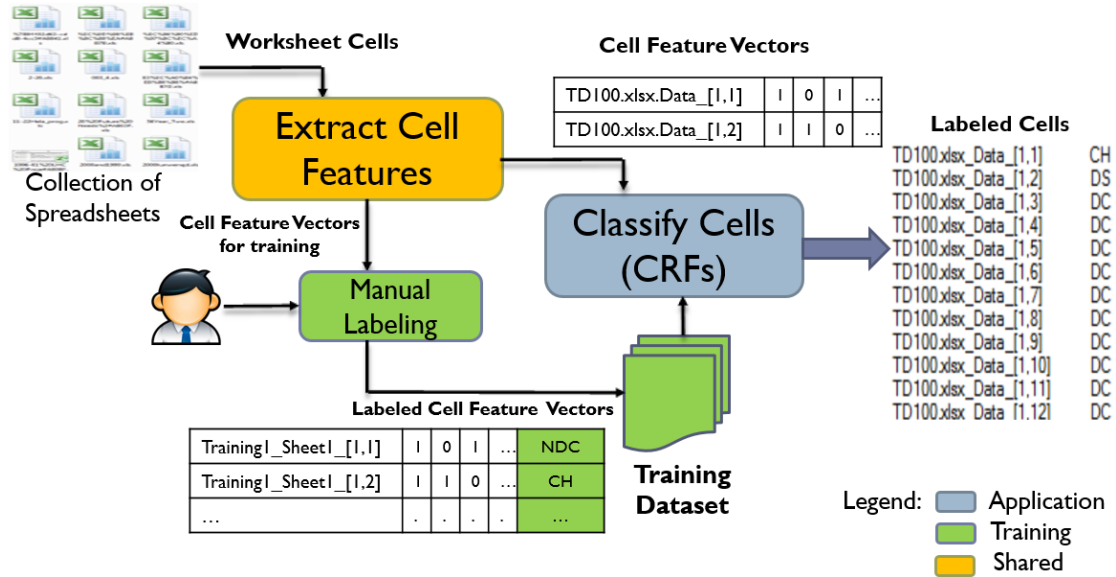 Worksheet Cells
Collection of
Spreadsheets
Extract Cell
Features
Cell Feature Vectors
TD100.xlsx.Data_[1,1] 1 0 1 ...
TD100.xlsx.Data_[1,2] 1 1 0 ...
Cell Feature Vectors
for training
Manual
Labeling
Classify Cells
(CRFs)
Labeled Cells
TD100.xlsx_Data_[1,1] CH
TD100.xlsx_Data_[1,2] DS
TD100.xlsx_Data_[1,3] DC
TD100.xlsx_Data_[1,4] DC
TD100.xlsx_Data_[1,5] DC
TD100.xlsx_Data_[1,6] DC
TD100.xlsx_Data_[1,7] DC
TD100.xlsx_Data_[1,8] DC
TD100.xlsx_Data_[1,9] DC
TD100.xlsx_Data_[1,10] DC
TD100.xlsx_Data_[1,11] DC
TD100.xlsx_Data_[1,12] DC
Labeled Cell Feature Vectors
Training1_Sheet1_[1,1] 1 0 1 ... NDC
Training1_Sheet1_[1,2] 1 1 0 ... CH
... . . . . ...
Training
Dataset
Legend:
Application
Training
Shared